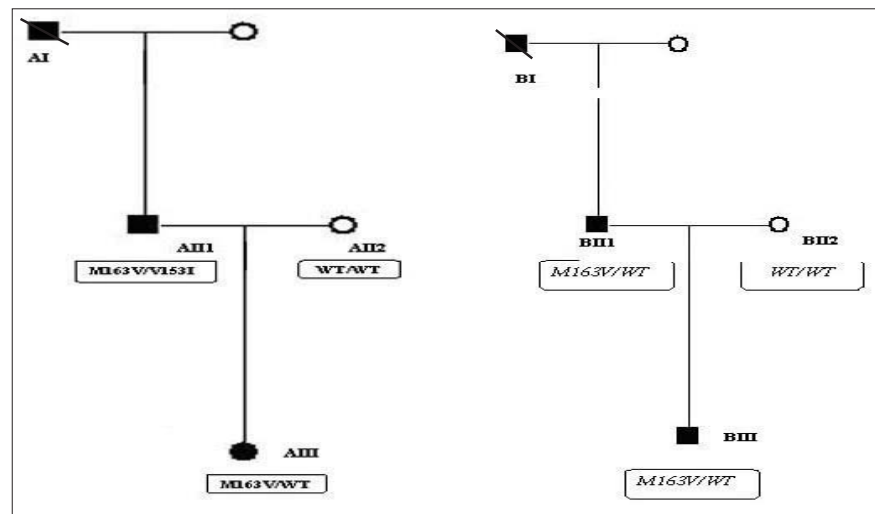 AI
BI
AII1
AII2
M163V/V153I
WT/WT
BII1
BII2
M163V/WT
WT/WT
AIII
M163V/WT
BIII
M163V/WT